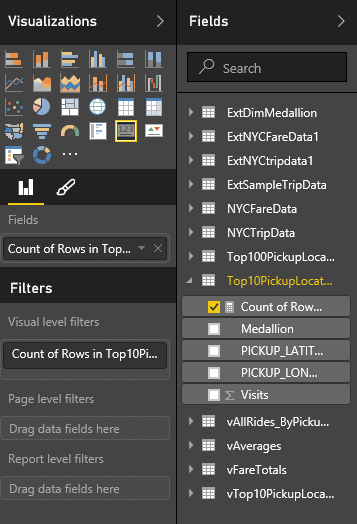 Visualizations
123
Fields
Count of Rows in Top...
Filters
Visual level filters
Count of Rows in Top10Pi...
Page level filters
Drag data fields here
Report level filters
Drag data fields here
Fields
Search
ExtDimMedallion
ExtNYCFareData1
ExtNYCtripdata1
ExtSampleTripData
NYCFareData
NYCTripData
Top100PickupLoca...
Top10PickupLocat...
Count of Row...
Medallion
PICKUP_LATIT...
PICKUP_LON...
Σ Visits
vAllRides_ByPicku...
vAverages
vFareTotals
vTop10PickupLoca...